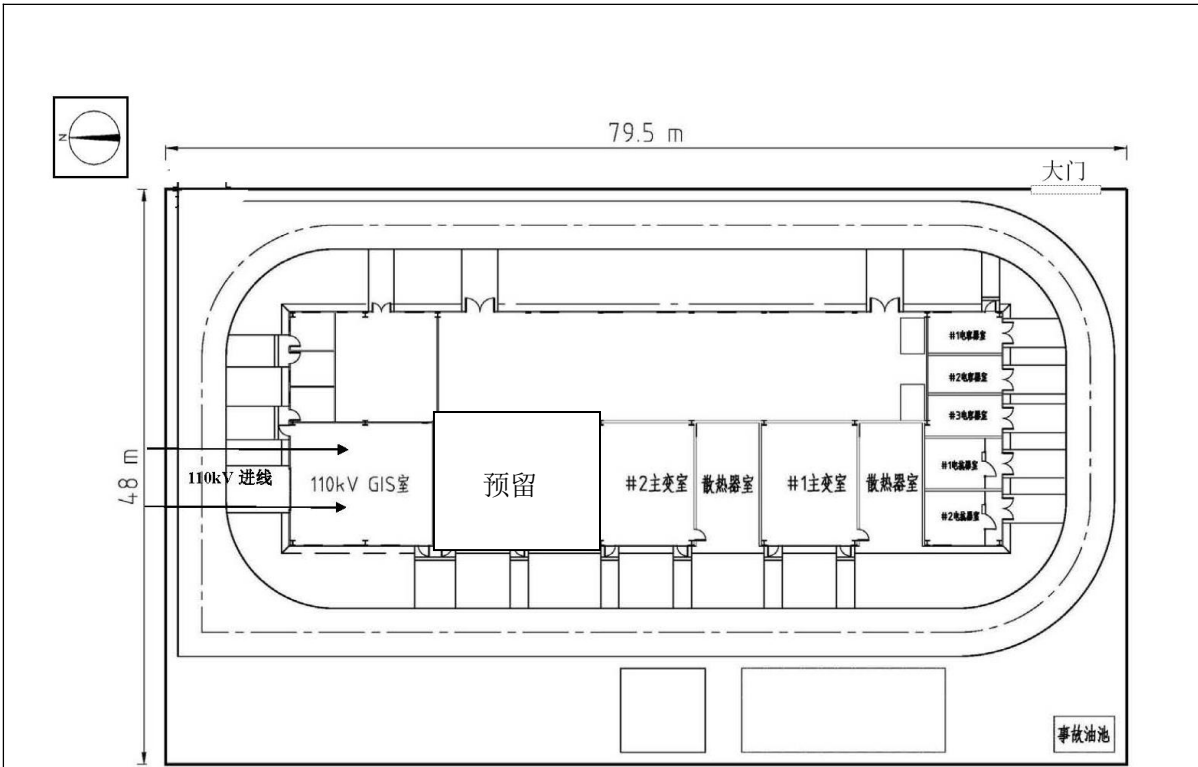 79.5 m
大门
N
48 m
#1电容器室
#2电容器室
#3电容器室
#1电抗器室
#2电抗器室
110kV 进线
110kV GIS室
预留
#2主变室
散热器室
#1主变室
散热器室
事故油池